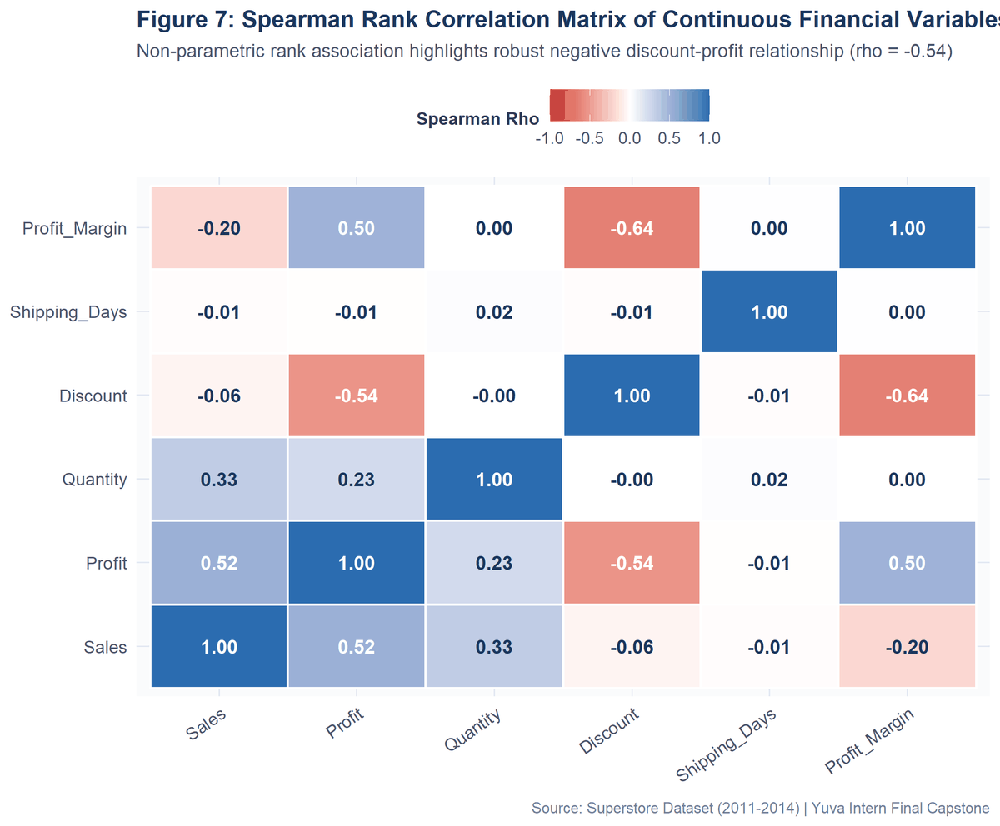 Figure 7: Spearman Rank Correlation Matrix of Continuous Financial Variables
Non-parametric rank association highlights robust negative discount-profit relationship (rho = -0.54)
Spearman Rho
-1.0 -0.5 0.0 0.5 1.0
Profit_Margin -0.20 0.50 0.00 -0.64 0.00 1.00
Shipping_Days -0.01 -0.01 0.02 -0.01 1.00 0.00
Discount -0.06 -0.54 -0.00 1.00 -0.01 -0.64
Quantity 0.33 0.23 1.00 -0.00 0.02 0.00
Profit 0.52 1.00 0.23 -0.54 -0.01 0.50
Sales 1.00 0.52 0.33 -0.06 -0.01 -0.20
Sales Profit Quantity Discount Shipping_Days Profit_Margin
Source: Superstore Dataset (2011-2014) | Yuva Intern Final Capstone